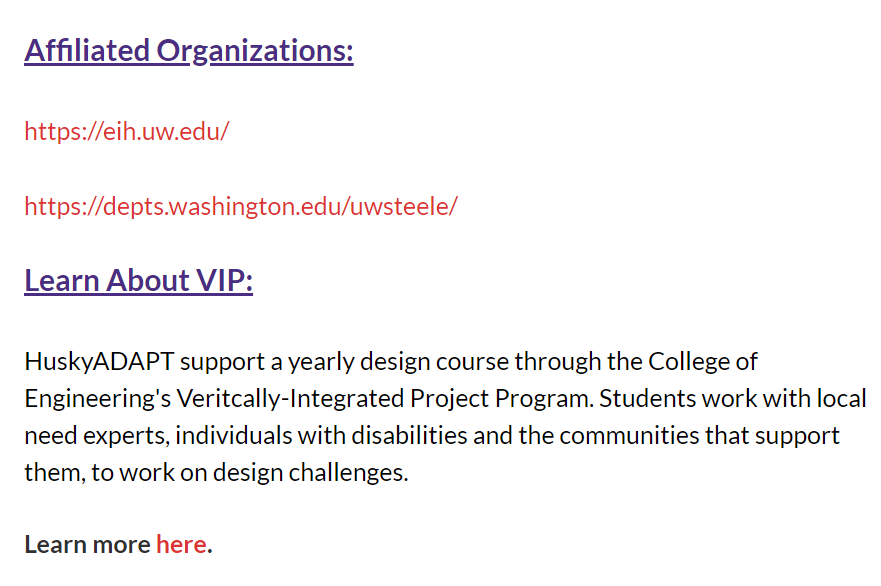 Affiliated Organizations:
https://eih.uw.edu/
https://depts.washington.edu/uwsteele/
Learn About VIP:
HuskyADAPT support a yearly design course through the College of
Engineering's Veritcally-Integrated Project Program. Students work with local
need experts, individuals with disabilities and the communities that support
them, to work on design challenges.
Learn more here.